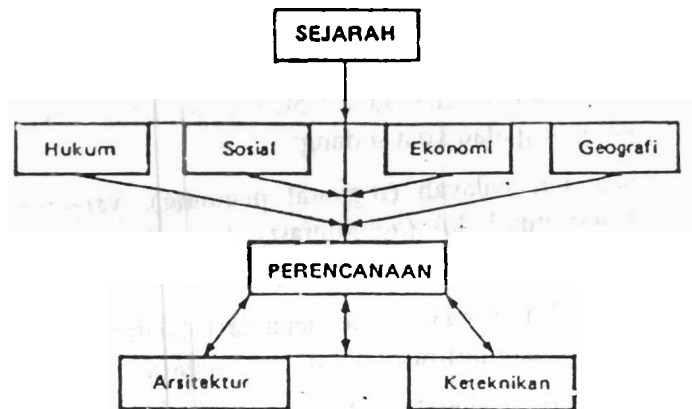 SEJARAH
Hukum
Sosial
Ekonomi
Geografi
PERENCANAAN
Arsitektur
Keteknikan